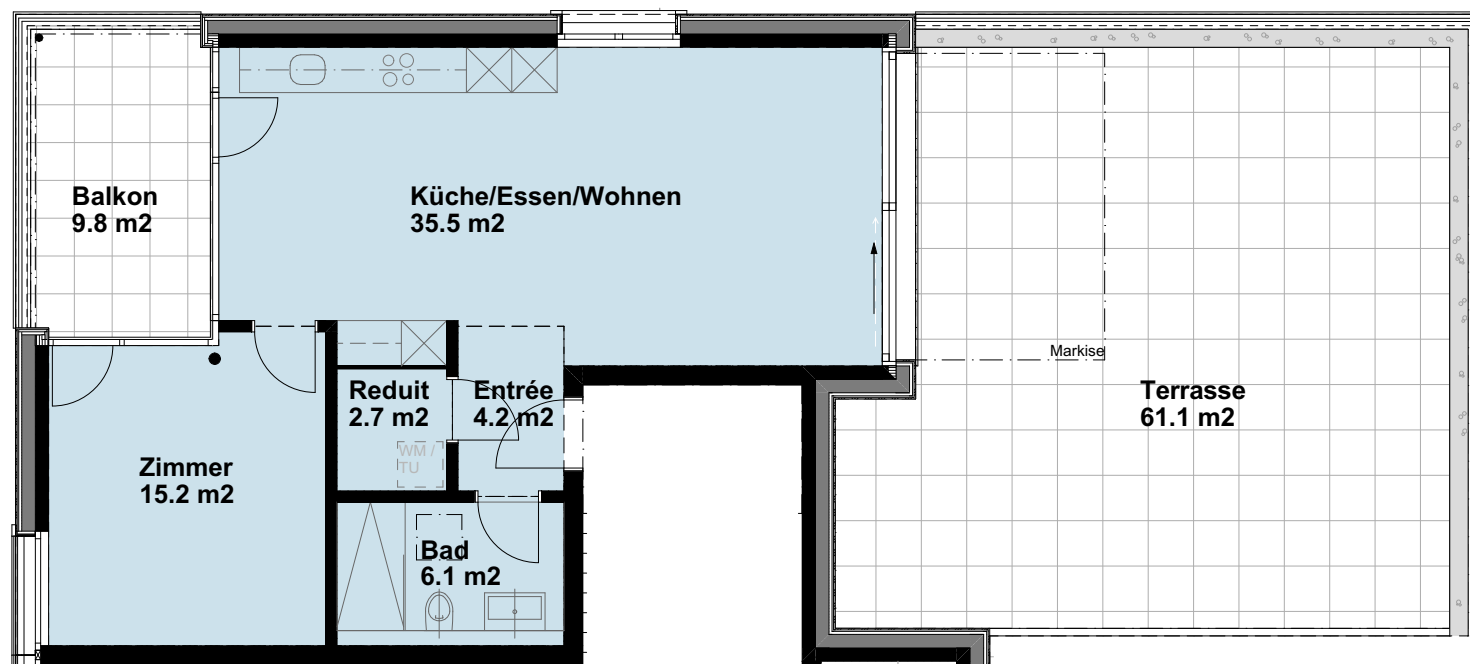 Balkon
9.8 m2
Küche/Essen/Wohnen
35.5 m2
Markise
Terrasse
61.1 m2
Reduit
2.7 m2
Entrée
4.2 m2
WM /
TU
Zimmer
15.2 m2
Bad
6.1 m2